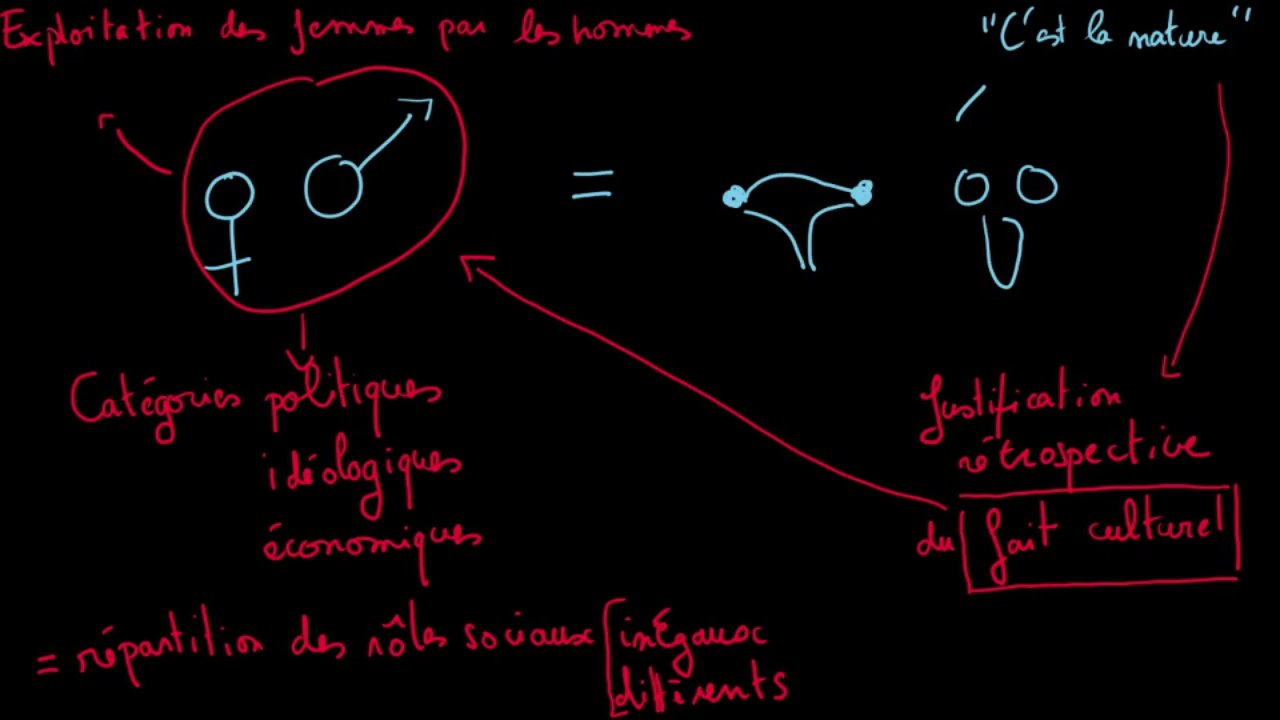 Exploitation des femmes par les hommes
"C'est la nature"
=
Catégories politiques
idéologiques
économiques
Justification
rétrospective
du fait culturel
= répartition des rôles sociaux
inÉgaux
différents